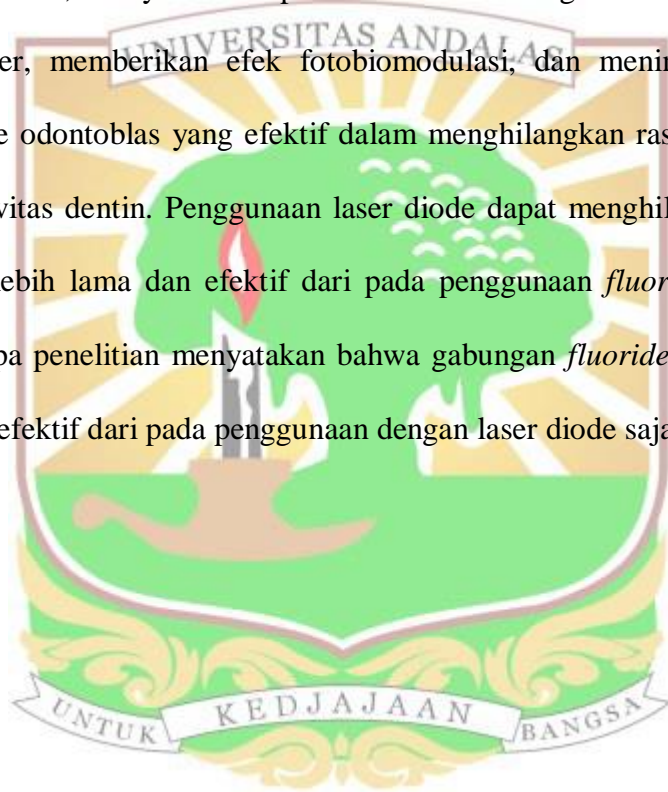 UNIVERSITAS ANDALAS
er, memberikan efek fotobiomodulasi, dan menin
e odontoblas yang efektif dalam menghilangkan ras
vitas dentin. Penggunaan laser diode dapat menghil
lebih lama dan efektif dari pada penggunaan fluor
pa penelitian menyatakan bahwa gabungan fluoride
efektif dari pada penggunaan dengan laser diode saja
UNTUK KEDJAJAAN BANGSA